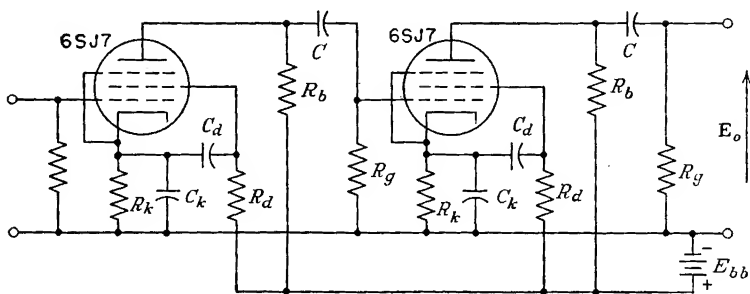 6SJ7
C
6SJ7
C
R_b
R_b
C_d
C_d
E_o
R_g
R_g
R_k
C_k
R_d
R_k
C_k
R_d
-
E_bb
+